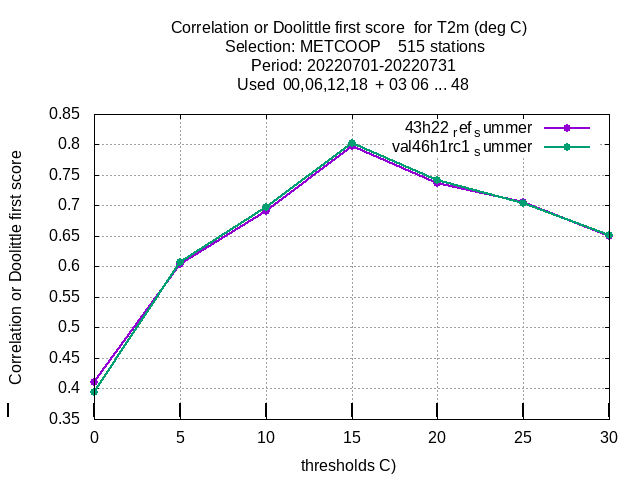 Correlation or Doolittle first score  for T2m (deg C)
Selection: METCOOP    515 stations
Period: 20220701-20220731
Used  00,06,12,18  + 03 06 ... 48
43h22 ref summer
val46h1rc1 summer
Correlation or Doolittle first score
0.85
0.8
0.75
0.7
0.65
0.6
0.55
0.5
0.45
0.4
0.35
0 5 10 15 20 25 30
thresholds C)